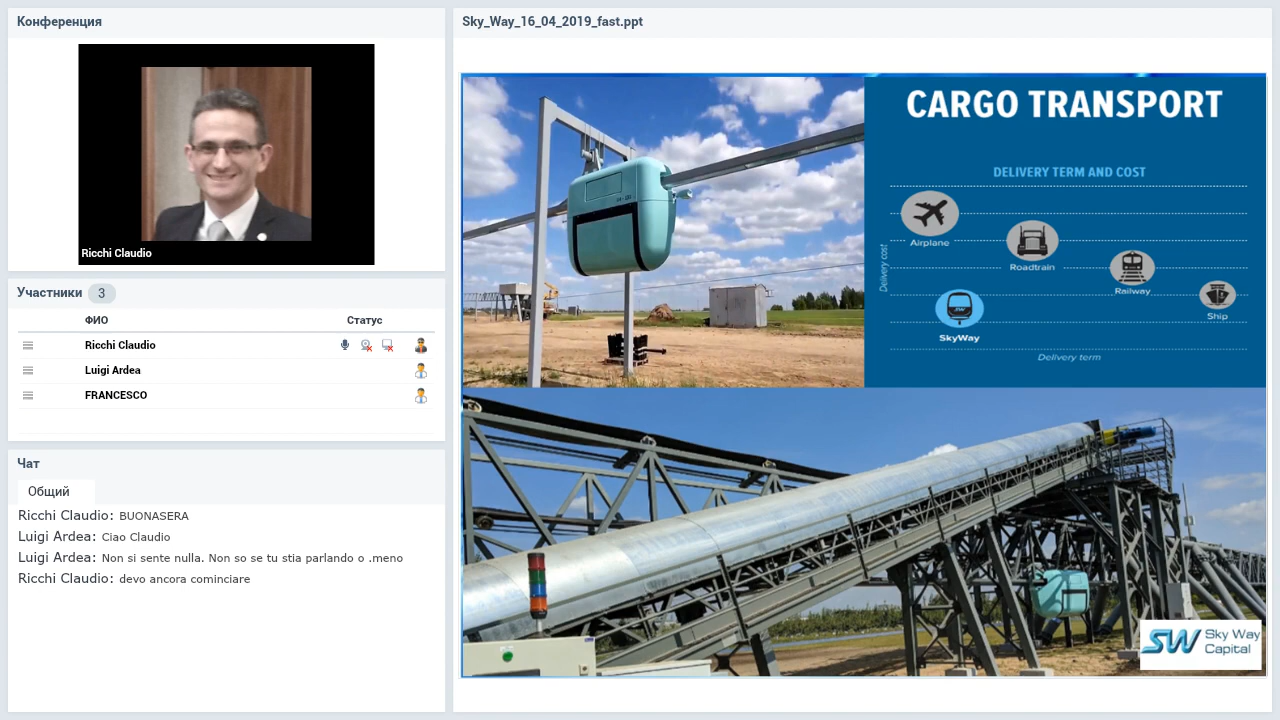 Конференция
Ricchi Claudio
Участники 3
ФИО Статус
Ricchi Claudio
Luigi Ardea
FRANCESCO
Чат
Общий
Ricchi Claudio: BUONASERA
Luigi Ardea: Ciao Claudio
Luigi Ardea: Non si sente nulla. Non so se tu stia parlando o .meno
Ricchi Claudio: devo ancora cominciare
Sky_Way_16_04_2019_fast.ppt
CARGO TRANSPORT
DELIVERY TERM AND COST
Delivery cost
Airplane
Roadtrain
Railway
Ship
SW
SkyWay
Delivery term
SW Sky Way
Capital